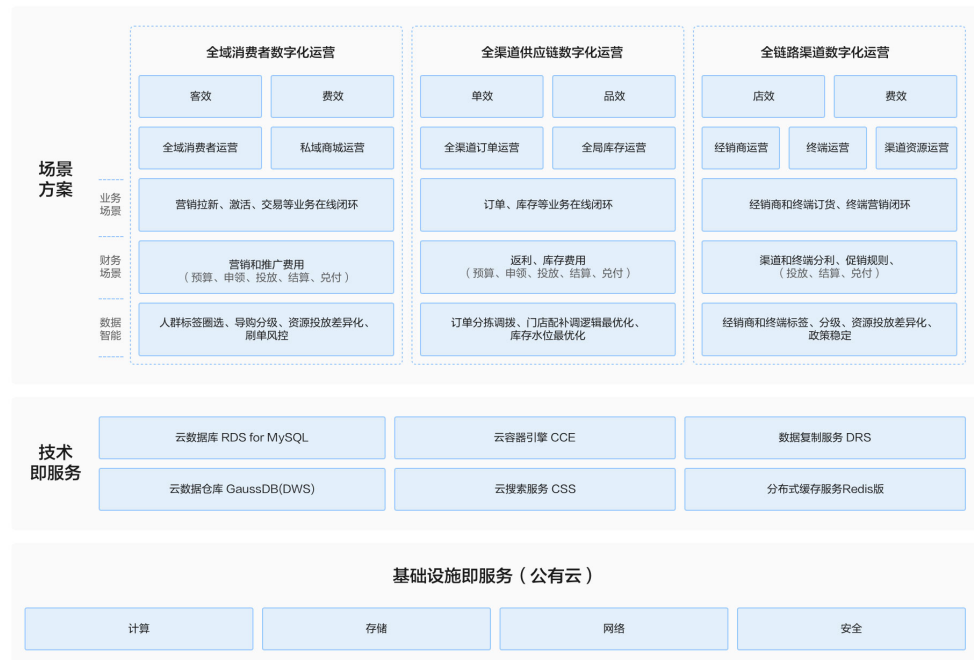 场景
方案
全域消费者数字化运营
全渠道供应链数字化运营
全链路渠道数字化运营
客效
费效
单效
品效
店效
费效
全域消费者运营
私域商城运营
全渠道订单运营
全局库存运营
经销商运营
终端运营
渠道资源运营
业务
场景
营销拉新、激活、交易等业务在线闭环
订单、库存等业务在线闭环
经销商和终端订货、终端营销闭环
财务
场景
营销和推广费用
（预算、申领、投放、结算、兑付）
返利、库存费用
（预算、申领、投放、结算、兑付）
渠道和终端分利、促销规则、
（投放、结算、兑付）
数据
智能
人群标签圈选、导购分级、资源投放差异化、
刷单风控
订单分拣调拨、门店配补调逻辑最优化、
库存水位最优化
经销商和终端标签、分级、资源投放差异化、
政策稳定
技术
即服务
云数据库 RDS for MySQL
云容器引擎 CCE
数据复制服务 DRS
云数据仓库 GaussDB(DWS)
云搜索服务 CSS
分布式缓存服务Redis版
基础设施即服务（公有云）
计算
存储
网络
安全